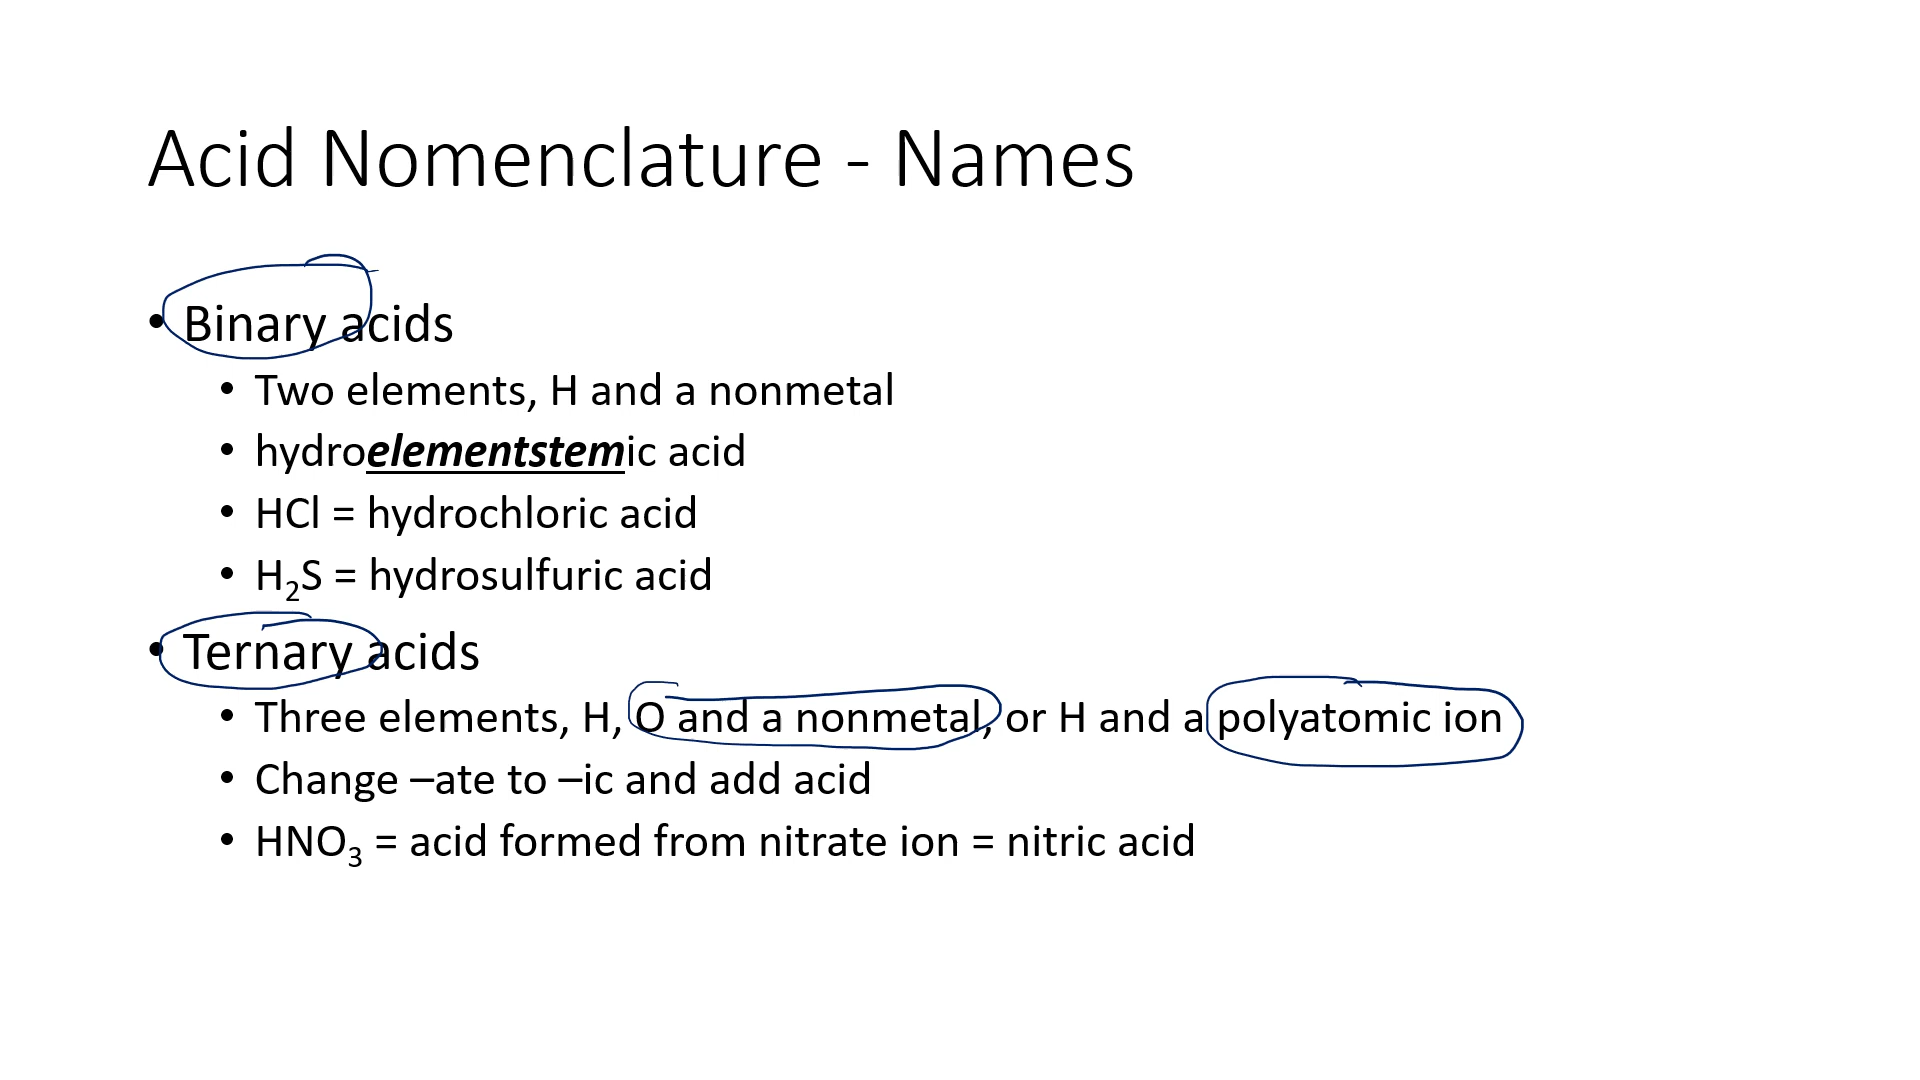 Acid Nomenclature - Names
• Binary acids
• Two elements, H and a nonmetal
• hydroelementstemic acid
• HCl = hydrochloric acid
• H₂S = hydrosulfuric acid
• Ternary acids
• Three elements, H, O and a nonmetal, or H and a polyatomic ion
• Change –ate to –ic and add acid
• HNO₃ = acid formed from nitrate ion = nitric acid